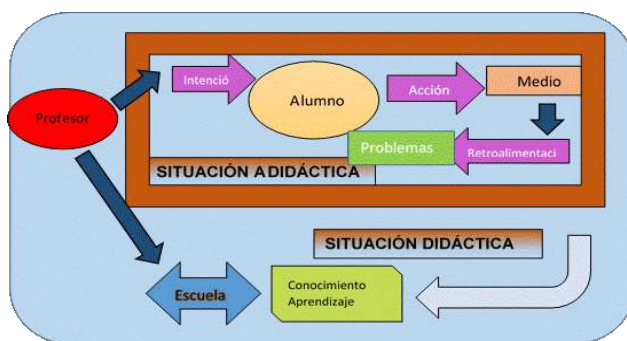 Intenció
Alumno
Acción
Medio
Profesor
Problemas
Retroalimentaci
SITUACIÓN ADIDÁCTICA
SITUACIÓN DIDÁCTICA
Escuela
Conocimiento
Aprendizaje